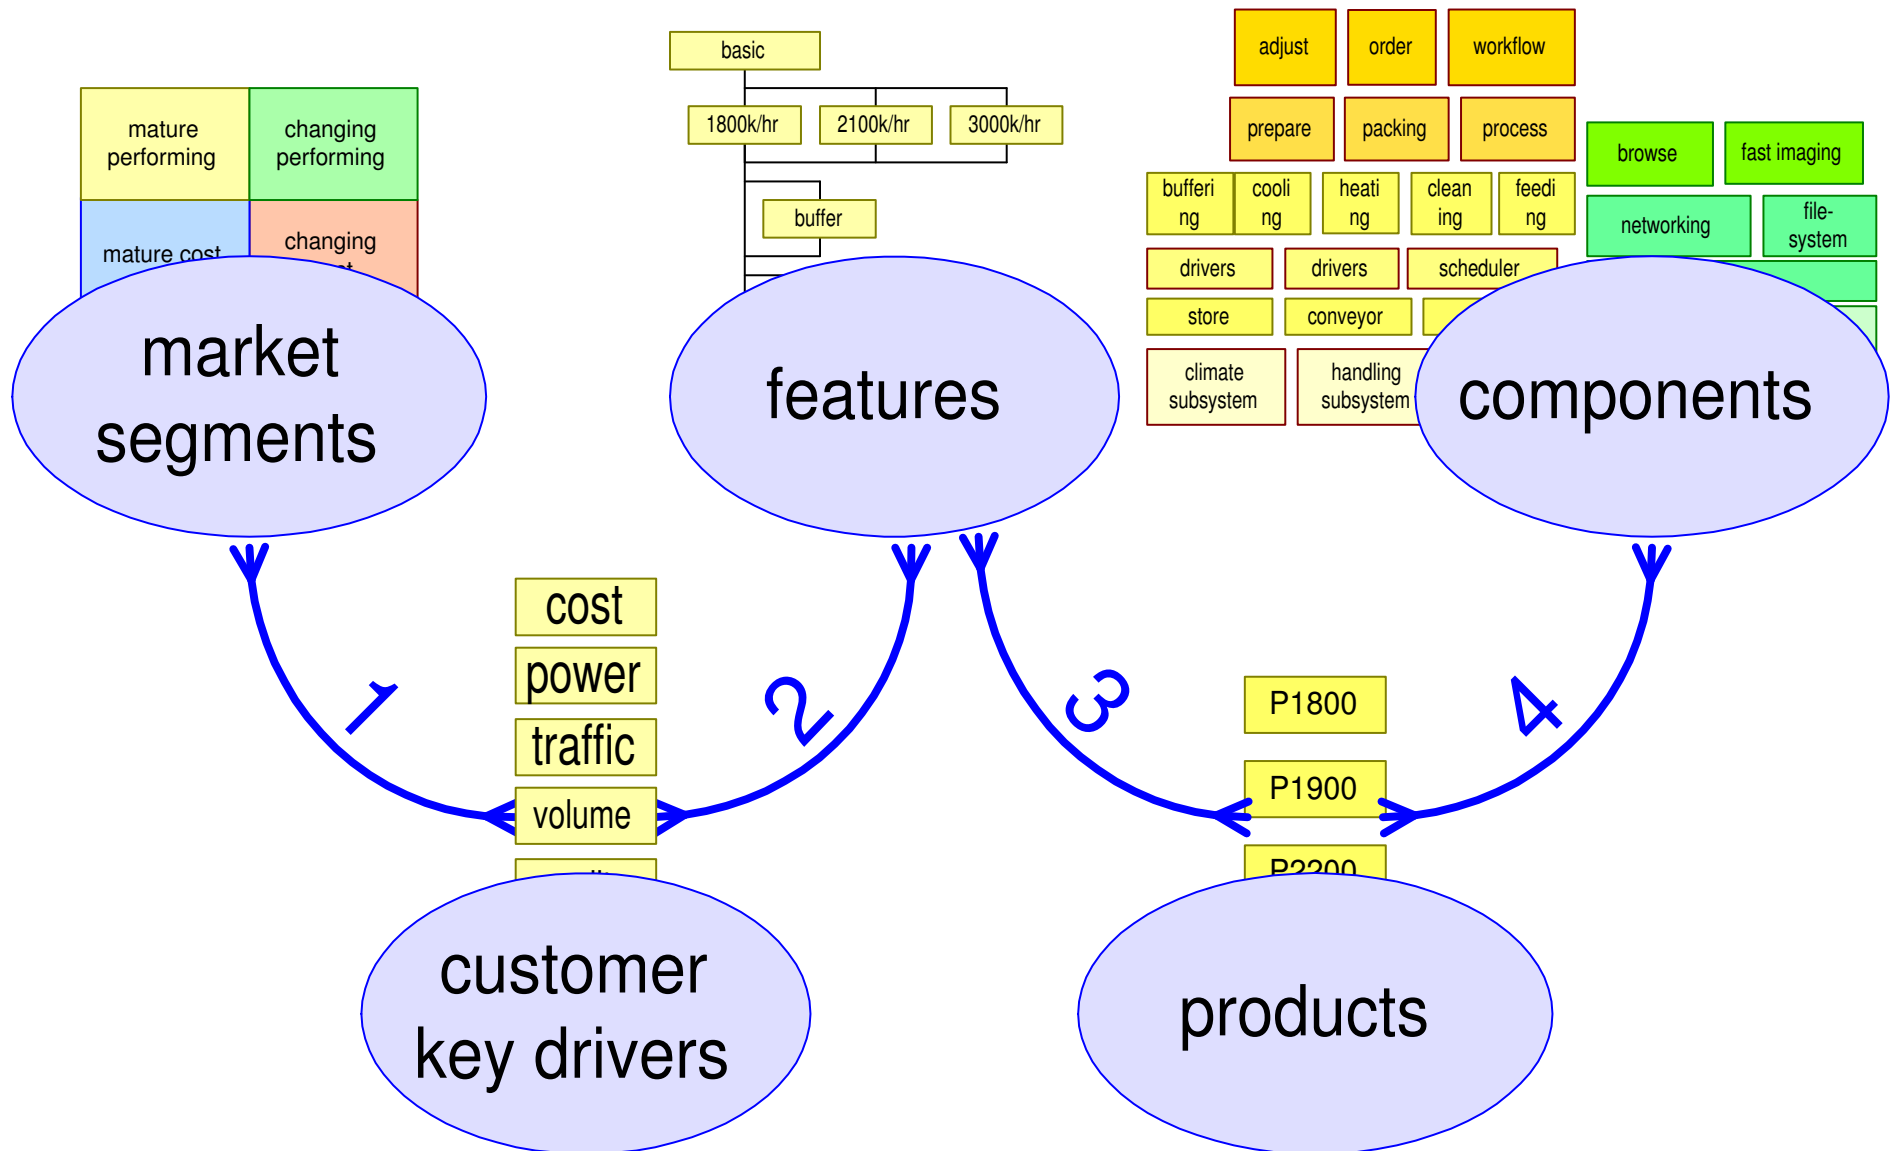 adjust
order
workflow
basic
mature
performing
changing
performing
1800k/hr
2100k/hr
3000k/hr
prepare
packing
process
browse
fast imaging
bufferi
ng
cooli
ng
heati
ng
clean
ing
feedi
ng
buffer
networking
file-
system
mature cost
changing
drivers
drivers
scheduler
store
conveyor
climate
subsystem
handling
subsystem
market
segments
features
components
cost
power
traffic
volume
1
2
3
4
P1800
P1900
P2200
customer
key drivers
products